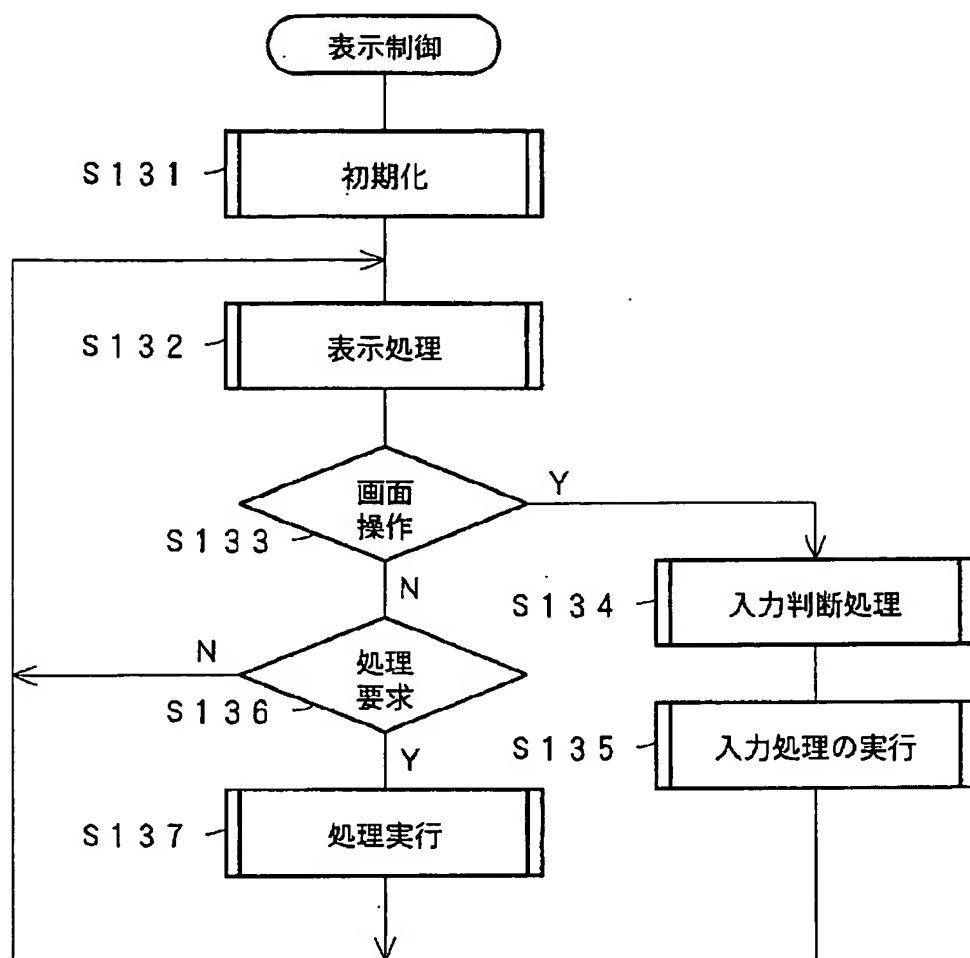 表示制御
S131
初期化
S132
表示処理
画面
操作
Y
S133
N
S134
入力判断処理
N
処理
要求
S136
Y
S135
入力処理の実行
S137
処理実行